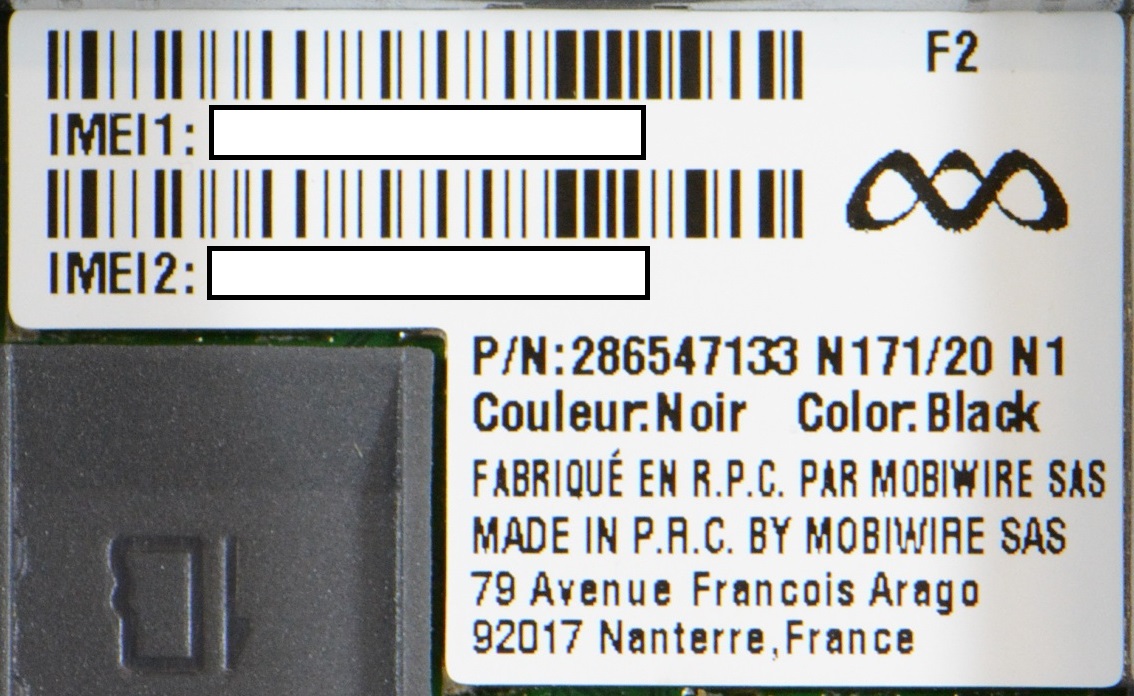 F2
IMEI1:
IMEI2:
P/N:286547133 N171/20 N1
Couleur:Noir Color:Black
FABRIQUÉ EN R.P.C. PAR MOBIWIRE SAS
MADE IN P.R.C. BY MOBIWIRE SAS
79 Avenue Francois Arago
92017 Nanterre,France